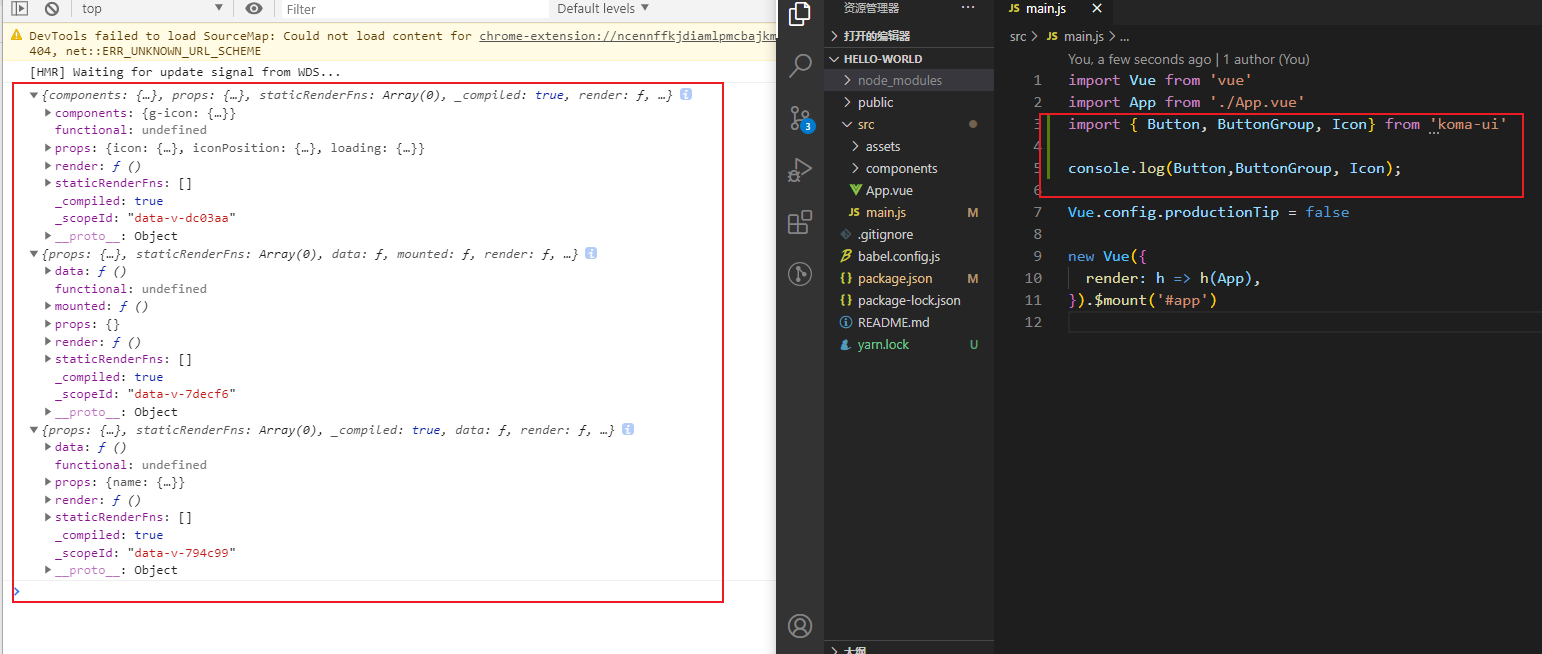 top
Filter
Default levels
DevTools failed to load SourceMap: Could not load content for chrome-extension://ncennffkjdiamlpmcbajkm
404, net::ERR_UNKNOWN_URL_SCHEME
[HMR] Waiting for update signal from WDS...
{components: {…}, props: {…}, staticRenderFns: Array(0), _compiled: true, render: ƒ, …}
components: {g-icon: {…}}
functional: undefined
props: {icon: {…}, iconPosition: {…}, loading: {…}}
render: ƒ ()
staticRenderFns: []
_compiled: true
_scopeId: "data-v-dc03aa"
__proto__: Object
{props: {…}, staticRenderFns: Array(0), data: ƒ, mounted: ƒ, render: ƒ, …}
data: ƒ ()
functional: undefined
mounted: ƒ ()
props: {}
render: ƒ ()
staticRenderFns: []
_compiled: true
_scopeId: "data-v-7decf6"
__proto__: Object
{props: {…}, staticRenderFns: Array(0), _compiled: true, data: ƒ, render: ƒ, …}
data: ƒ ()
functional: undefined
props: {name: {…}}
render: ƒ ()
staticRenderFns: []
_compiled: true
_scopeId: "data-v-794c99"
__proto__: Object
3
资源管理器 ···
打开的编辑器
HELLO-WORLD
node_modules
public
src
assets
components
App.vue
JS main.js M
.gitignore
babel.config.js
{} package.json M
{} package-lock.json
README.md
yarn.lock U
大纲
JS main.js ×
src > JS main.js > ...
You, a few seconds ago | 1 author (You)
1 import Vue from 'vue'
2 import App from './App.vue'
3 import { Button, ButtonGroup, Icon} from 'koma-ui'
4
5 console.log(Button,ButtonGroup, Icon);
6
7 Vue.config.productionTip = false
8
9 new Vue({
10 render: h => h(App),
11 }).$mount('#app')
12